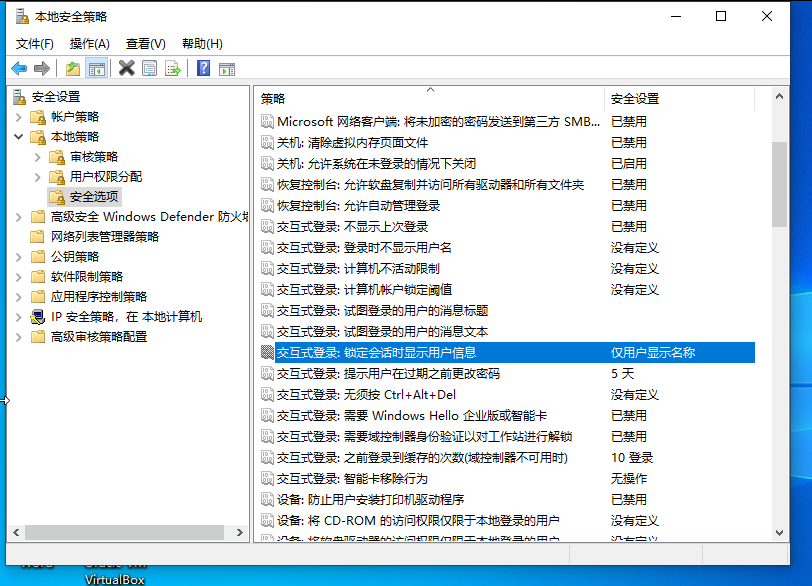 本地安全策略
文件(F) 操作(A) 查看(V) 帮助(H)
安全设置
帐户策略
本地策略
审核策略
用户权限分配
安全选项
高级安全 Windows Defender 防火墙
网络列表管理器策略
公钥策略
软件限制策略
应用程序控制策略
IP 安全策略，在 本地计算机
高级审核策略配置
策略 安全设置
Microsoft 网络客户端: 将未加密的密码发送到第三方 SMB... 已禁用
关机: 清除虚拟内存页面文件 已禁用
关机: 允许系统在未登录的情况下关闭 已启用
恢复控制台: 允许软盘复制并访问所有驱动器和所有文件夹 已禁用
恢复控制台: 允许自动管理登录 已禁用
交互式登录: 不显示上次登录 已禁用
交互式登录: 登录时不显示用户名 没有定义
交互式登录: 计算机不活动限制 没有定义
交互式登录: 计算机帐户锁定阈值 没有定义
交互式登录: 试图登录的用户的消息标题
交互式登录: 试图登录的用户的消息文本
交互式登录: 锁定会话时显示用户信息 仅用户显示名称
交互式登录: 提示用户在过期之前更改密码 5 天
交互式登录: 无须按 Ctrl+Alt+Del 没有定义
交互式登录: 需要 Windows Hello 企业版或智能卡 已禁用
交互式登录: 需要域控制器身份验证以对工作站进行解锁 已禁用
交互式登录: 之前登录到缓存的次数(域控制器不可用时) 10 登录
交互式登录: 智能卡移除行为 无操作
设备: 防止用户安装打印机驱动程序 已禁用
设备: 将 CD-ROM 的访问权限仅限于本地登录的用户 没有定义
设备: 将软盘驱动器的访问权限仅限于本地登录的用户 没有定义
Word Oracle VM
VirtualBox